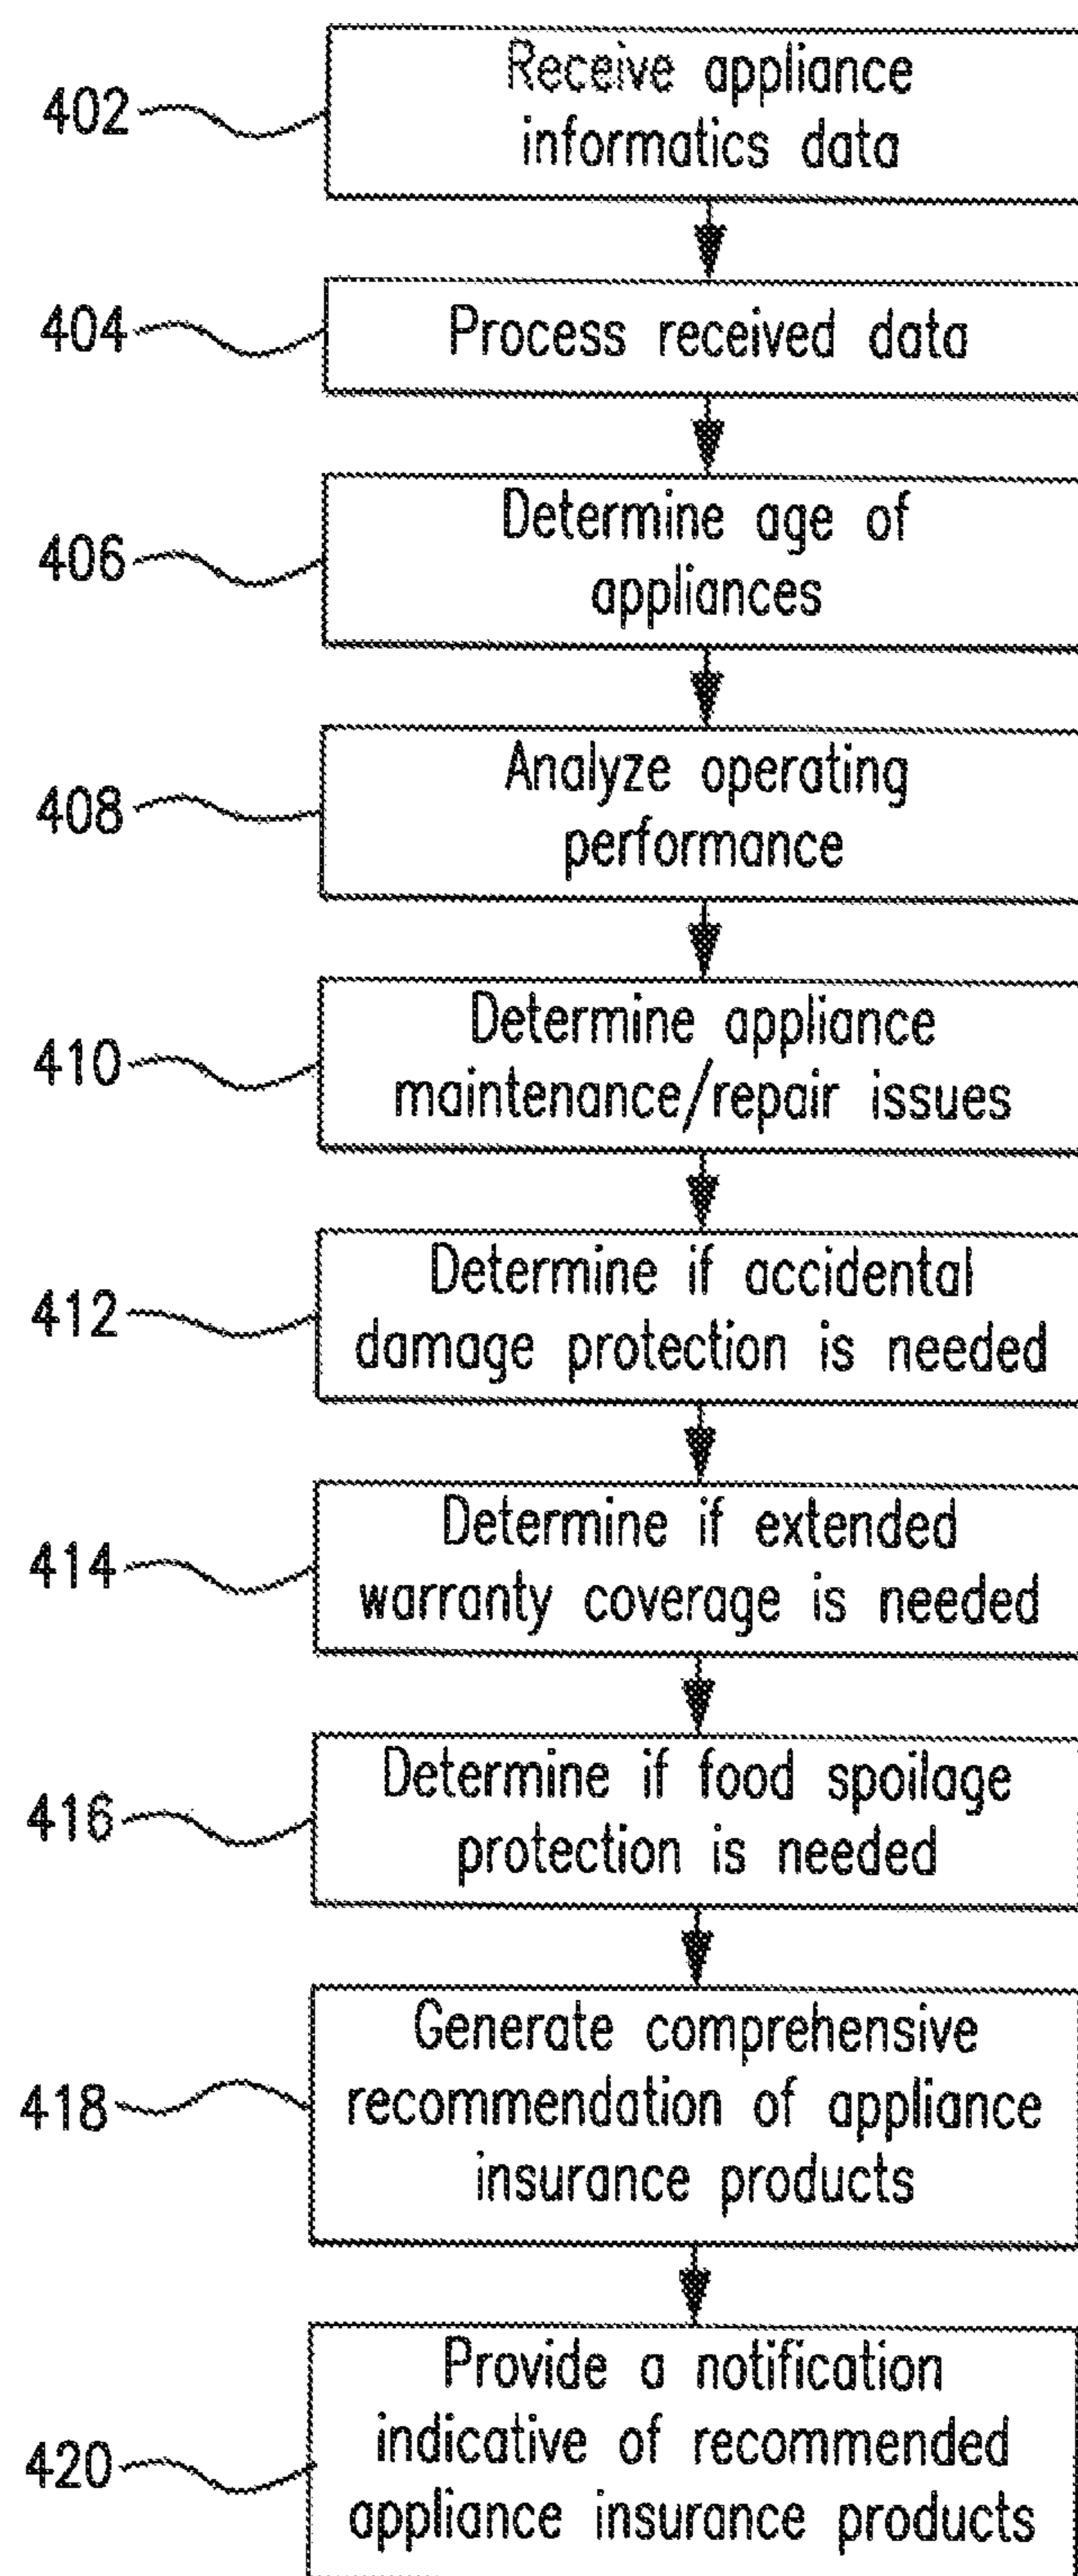 Receive appliance
402
informatics data
404
Process received data
Determine age of
406
appliances
Analyze operating
408
performance
Determine appliance
410
maintenance/repair issues
Determine if accidental
412
damage protection is needed
Determine if extended
414
warranty coverage is needed
Determine if food spoilage
416
protection is needed
Generate comprehensive
418
recommendation of appliance
insurance products
Provide a notification
420
indicative of recommended
appliance insurance products